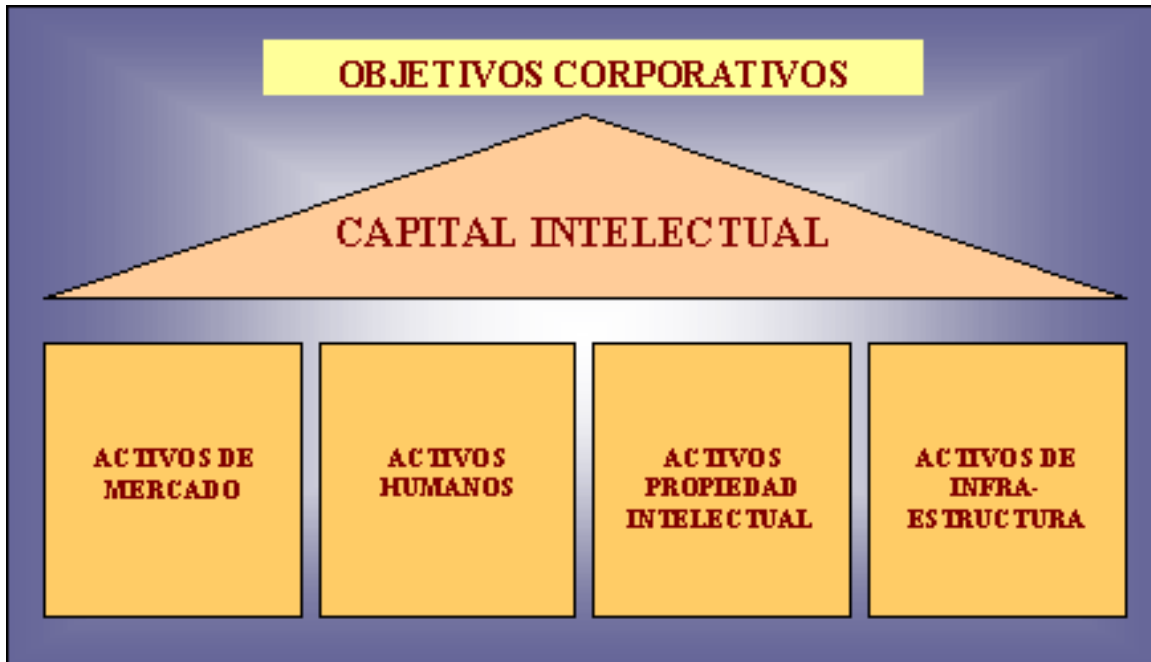 OBJETIVOS CORPORATIVOS
CAPITAL INTELECTUAL
ACTIVOS DE
MERCADO
ACTIVOS
HUMANOS
ACTIVOS
PROPIEDAD
INTELECTUAL
ACTIVOS DE
INFRA-
ESTRUCTURA